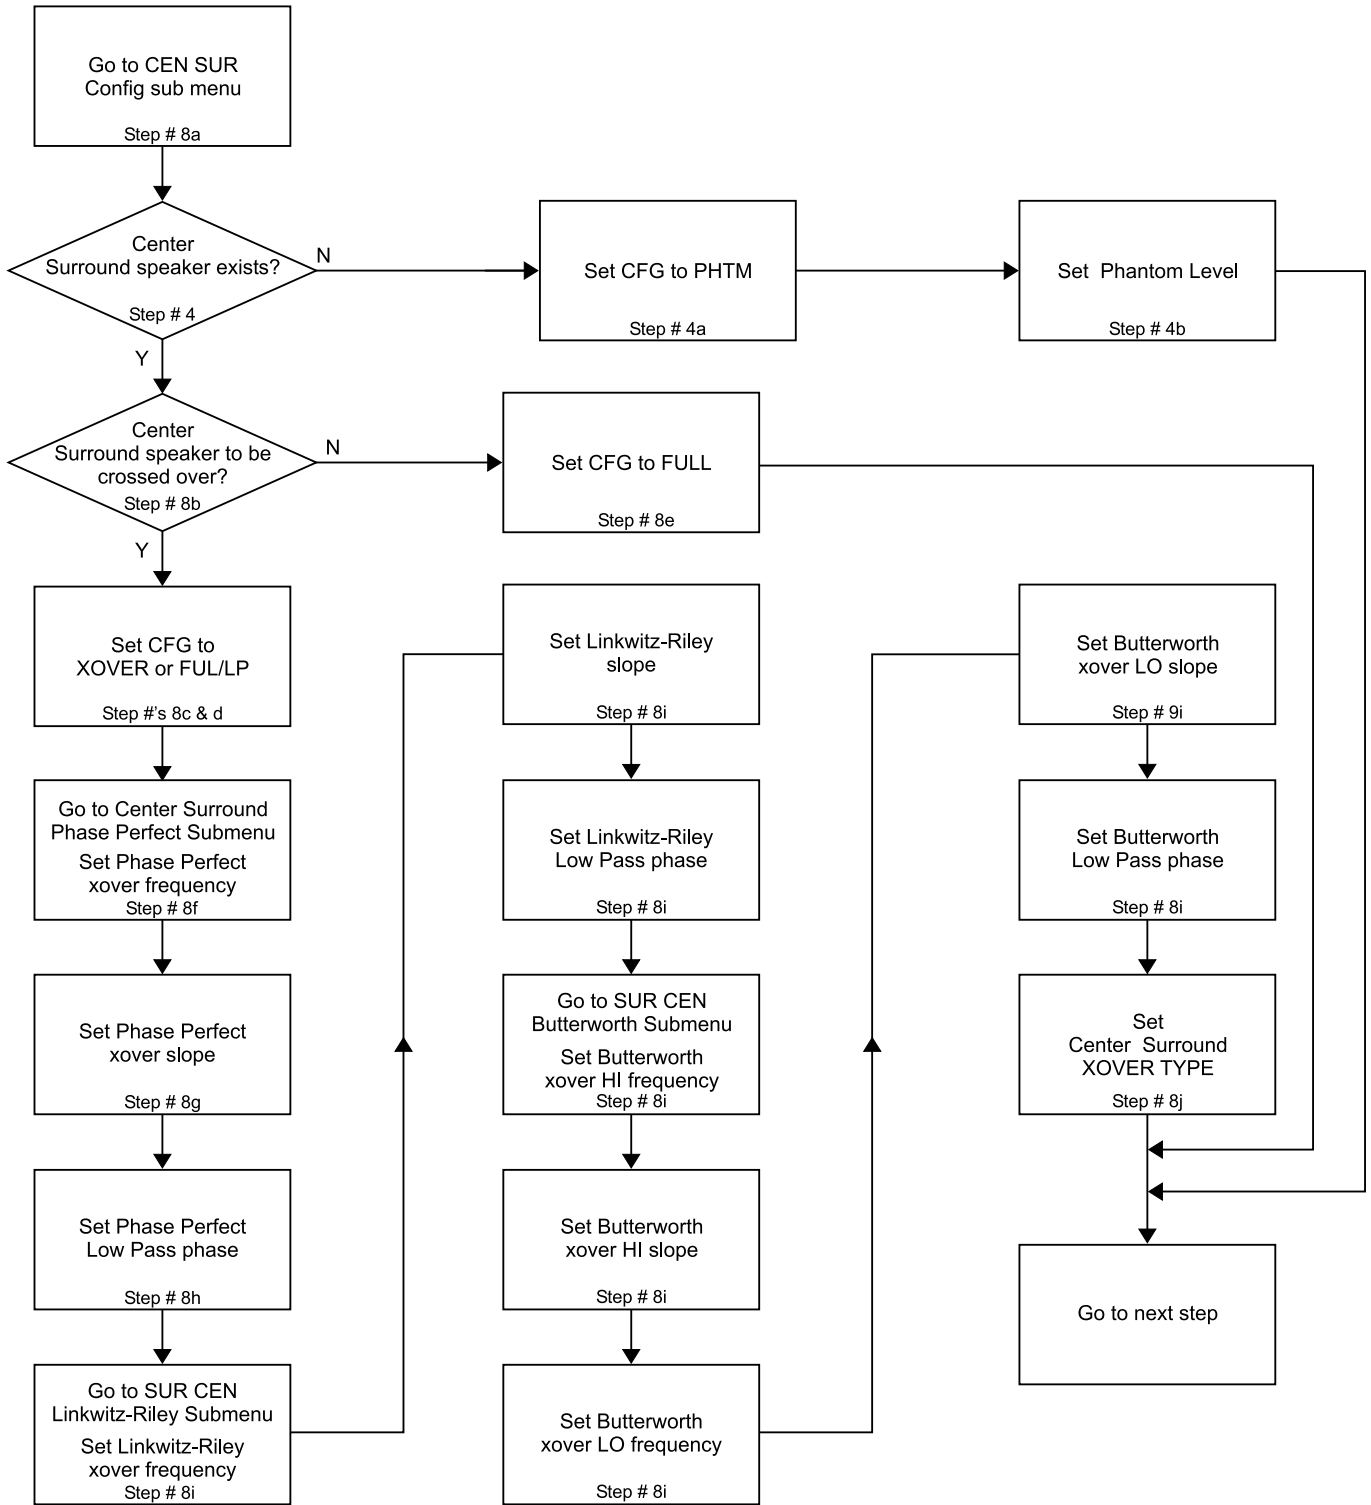 Go to CEN SUR
Config sub menu
Step # 8a
Center
Surround speaker exists?
Step # 4
N
Set CFG to PHTM
Step # 4a
Set Phantom Level
Step # 4b
Y
Center
Surround speaker to be
crossed over?
Step # 8b
N
Set CFG to FULL
Step # 8e
Y
Set CFG to
XOVER or FUL/LP
Step #'s 8c & d
Go to Center Surround
Phase Perfect Submenu
Set Phase Perfect
xover frequency
Step # 8f
Set Phase Perfect
xover slope
Step # 8g
Set Phase Perfect
Low Pass phase
Step # 8h
Go to SUR CEN
Linkwitz-Riley Submenu
Set Linkwitz-Riley
xover frequency
Step # 8i
Set Linkwitz-Riley
slope
Step # 8i
Set Linkwitz-Riley
Low Pass phase
Step # 8i
Go to SUR CEN
Butterworth Submenu
Set Butterworth
xover HI frequency
Step # 8i
Set Butterworth
xover HI slope
Step # 8i
Set Butterworth
xover LO frequency
Step # 8i
Set Butterworth
xover LO slope
Step # 9i
Set Butterworth
Low Pass phase
Step # 8i
Set
Center Surround
XOVER TYPE
Step # 8j
Go to next step